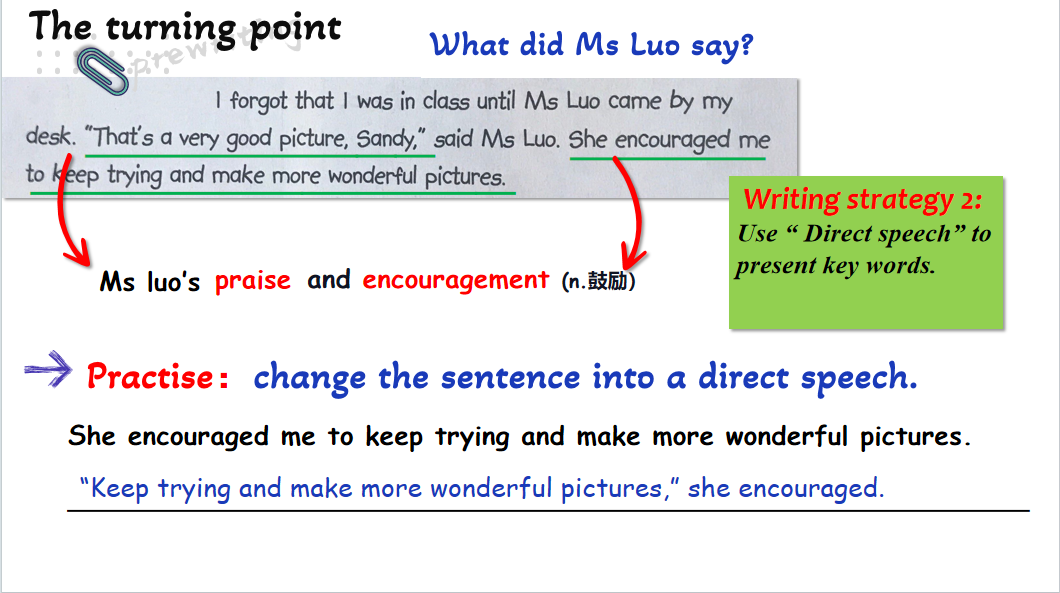 The turning point
prewriting
What did Ms Luo say?
I forgot that I was in class until Ms Luo came by my
desk. “That's a very good picture, Sandy,” said Ms Luo. She encouraged me
to keep trying and make more wonderful pictures.
Writing strategy 2:
Use “ Direct speech” to
present key words.
Ms luo’s praise and encouragement (n.鼓励)
Practise: change the sentence into a direct speech.
She encouraged me to keep trying and make more wonderful pictures.
“Keep trying and make more wonderful pictures,” she encouraged.